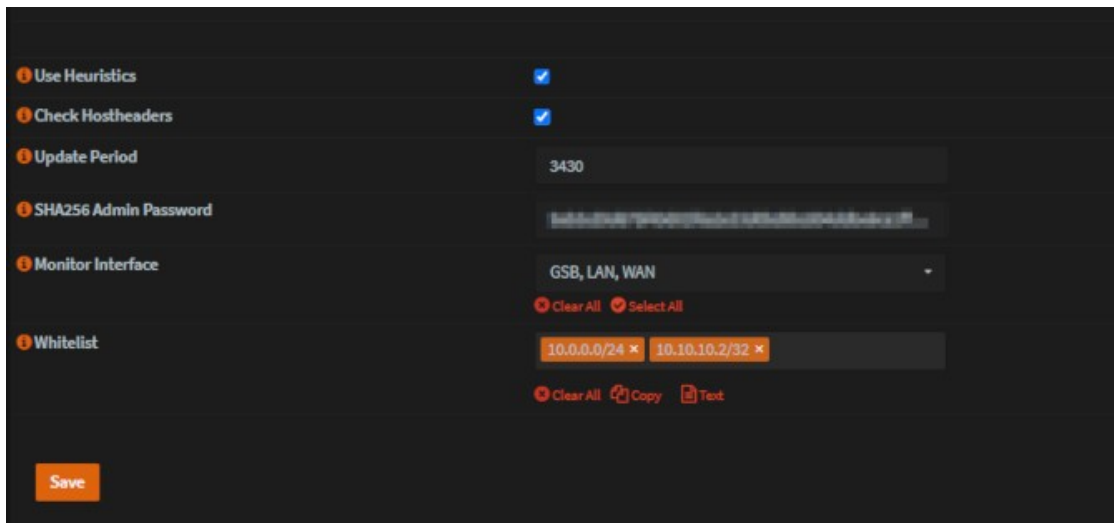 Use Heuristics
Check Hostheaders
Update Period
3430
SHA256 Admin Password
Monitor Interface
GSB, LAN, WAN
Clear All Select All
Whitelist
10.0.0.0/24 × 10.10.10.2/32 ×
Clear All Copy Text
Save